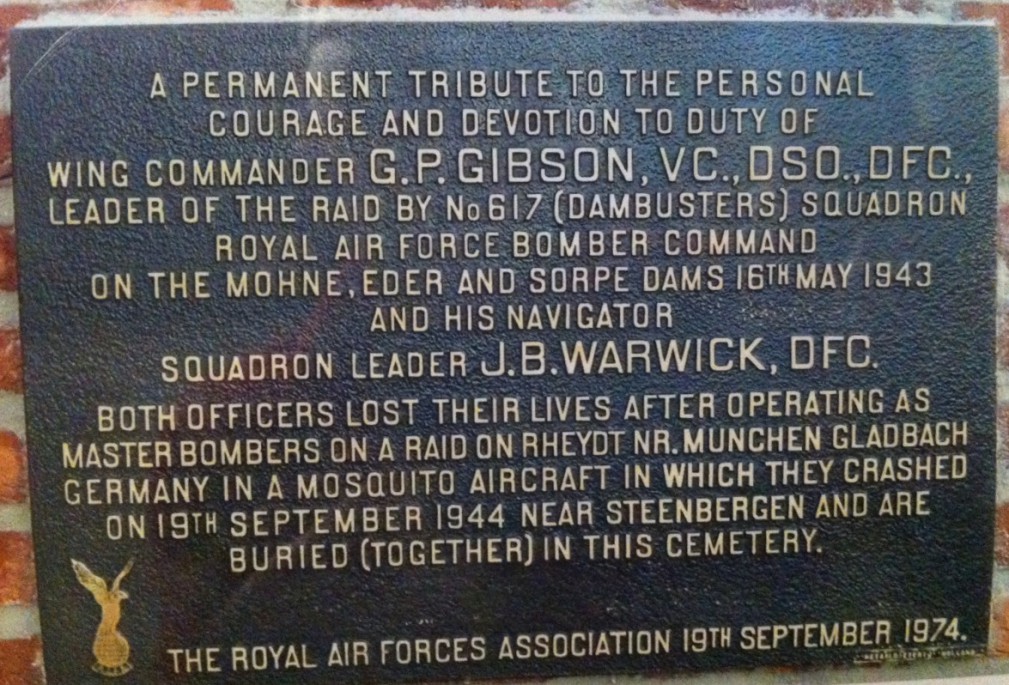 A PERMANENT TRIBUTE TO THE PERSONAL
COURAGE AND DEVOTION TO DUTY OF
WING COMMANDER G.P. GIBSON, VC., DSO., DFC.,
LEADER OF THE RAID BY No 617 (DAMBUSTERS) SQUADRON
ROYAL AIR FORCE BOMBER COMMAND
ON THE MOHNE, EDER AND SORPE DAMS 16TH MAY 1943
AND HIS NAVIGATOR
SQUADRON LEADER J.B. WARWICK, DFC.
BOTH OFFICERS LOST THEIR LIVES AFTER OPERATING AS
MASTER BOMBERS ON A RAID ON RHEYDT NR. MUNCHEN GLADBACH
GERMANY IN A MOSQUITO AIRCRAFT IN WHICH THEY CRASHED
ON 19TH SEPTEMBER 1944 NEAR STEENBERGEN AND ARE
BURIED (TOGETHER) IN THIS CEMETERY.
THE ROYAL AIR FORCES ASSOCIATION 19TH SEPTEMBER 1974.
HOLLAND